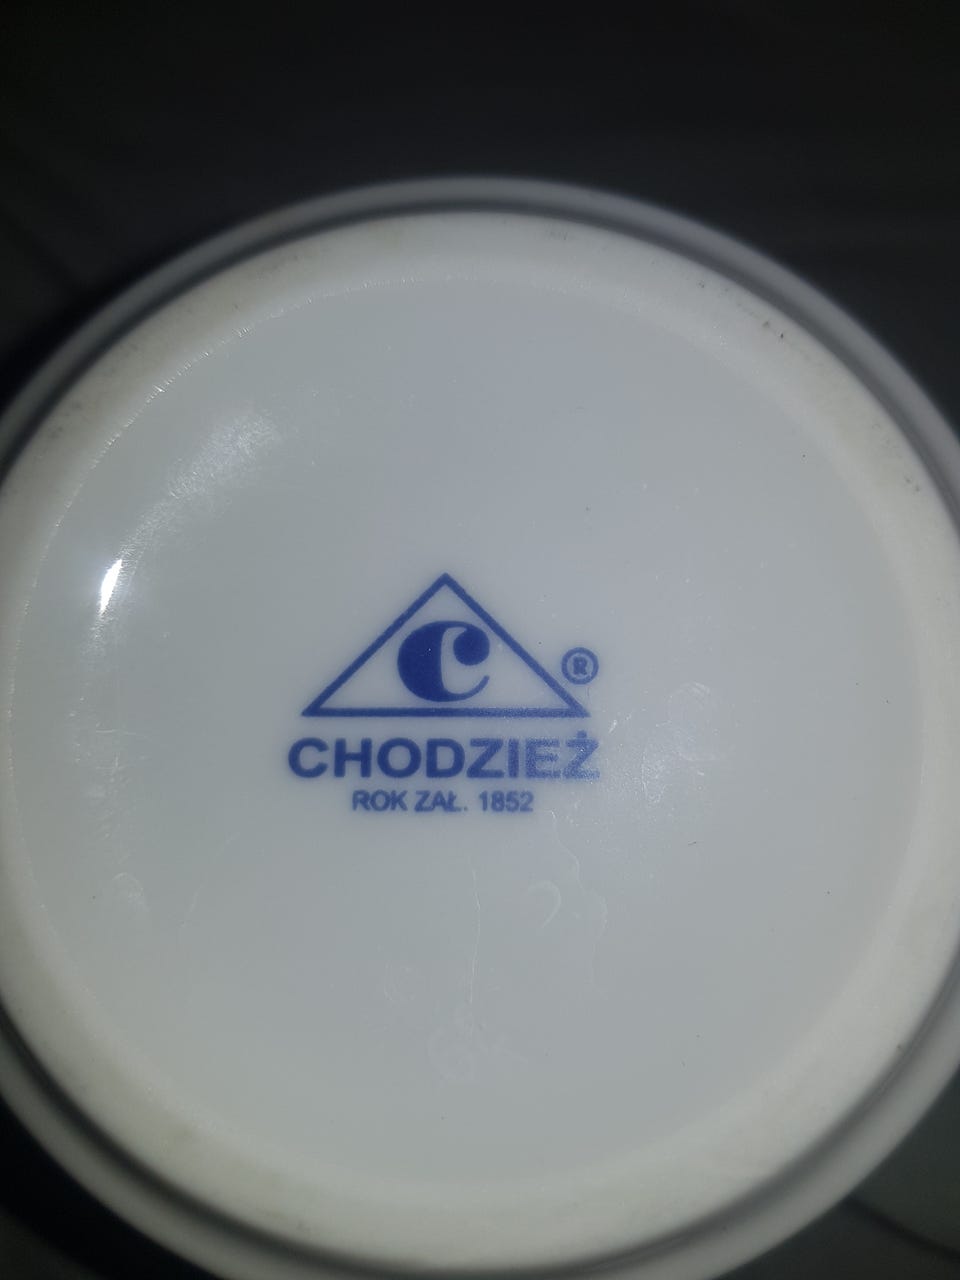 C
®
CHODZIEŻ
ROK ZAŁ. 1852